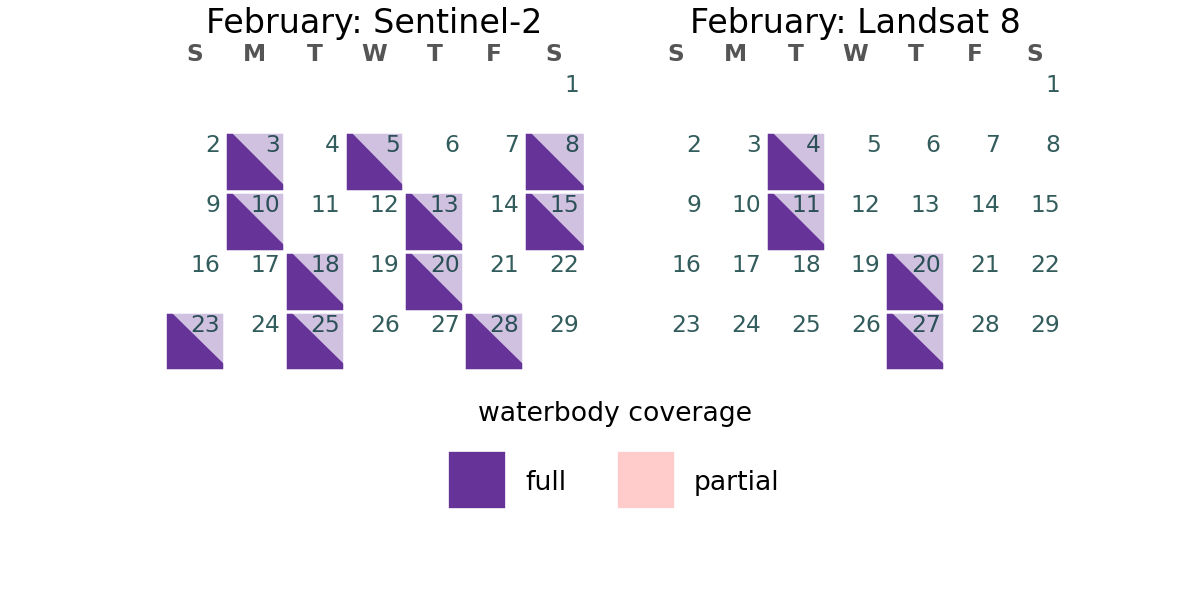 February: Sentinel-2
S M T W T F S
1
2 3 4 5 6 7 8
9 10 11 12 13 14 15
16 17 18 19 20 21 22
23 24 25 26 27 28 29
February: Landsat 8
S M T W T F S
1
2 3 4 5 6 7 8
9 10 11 12 13 14 15
16 17 18 19 20 21 22
23 24 25 26 27 28 29
waterbody coverage
full partial